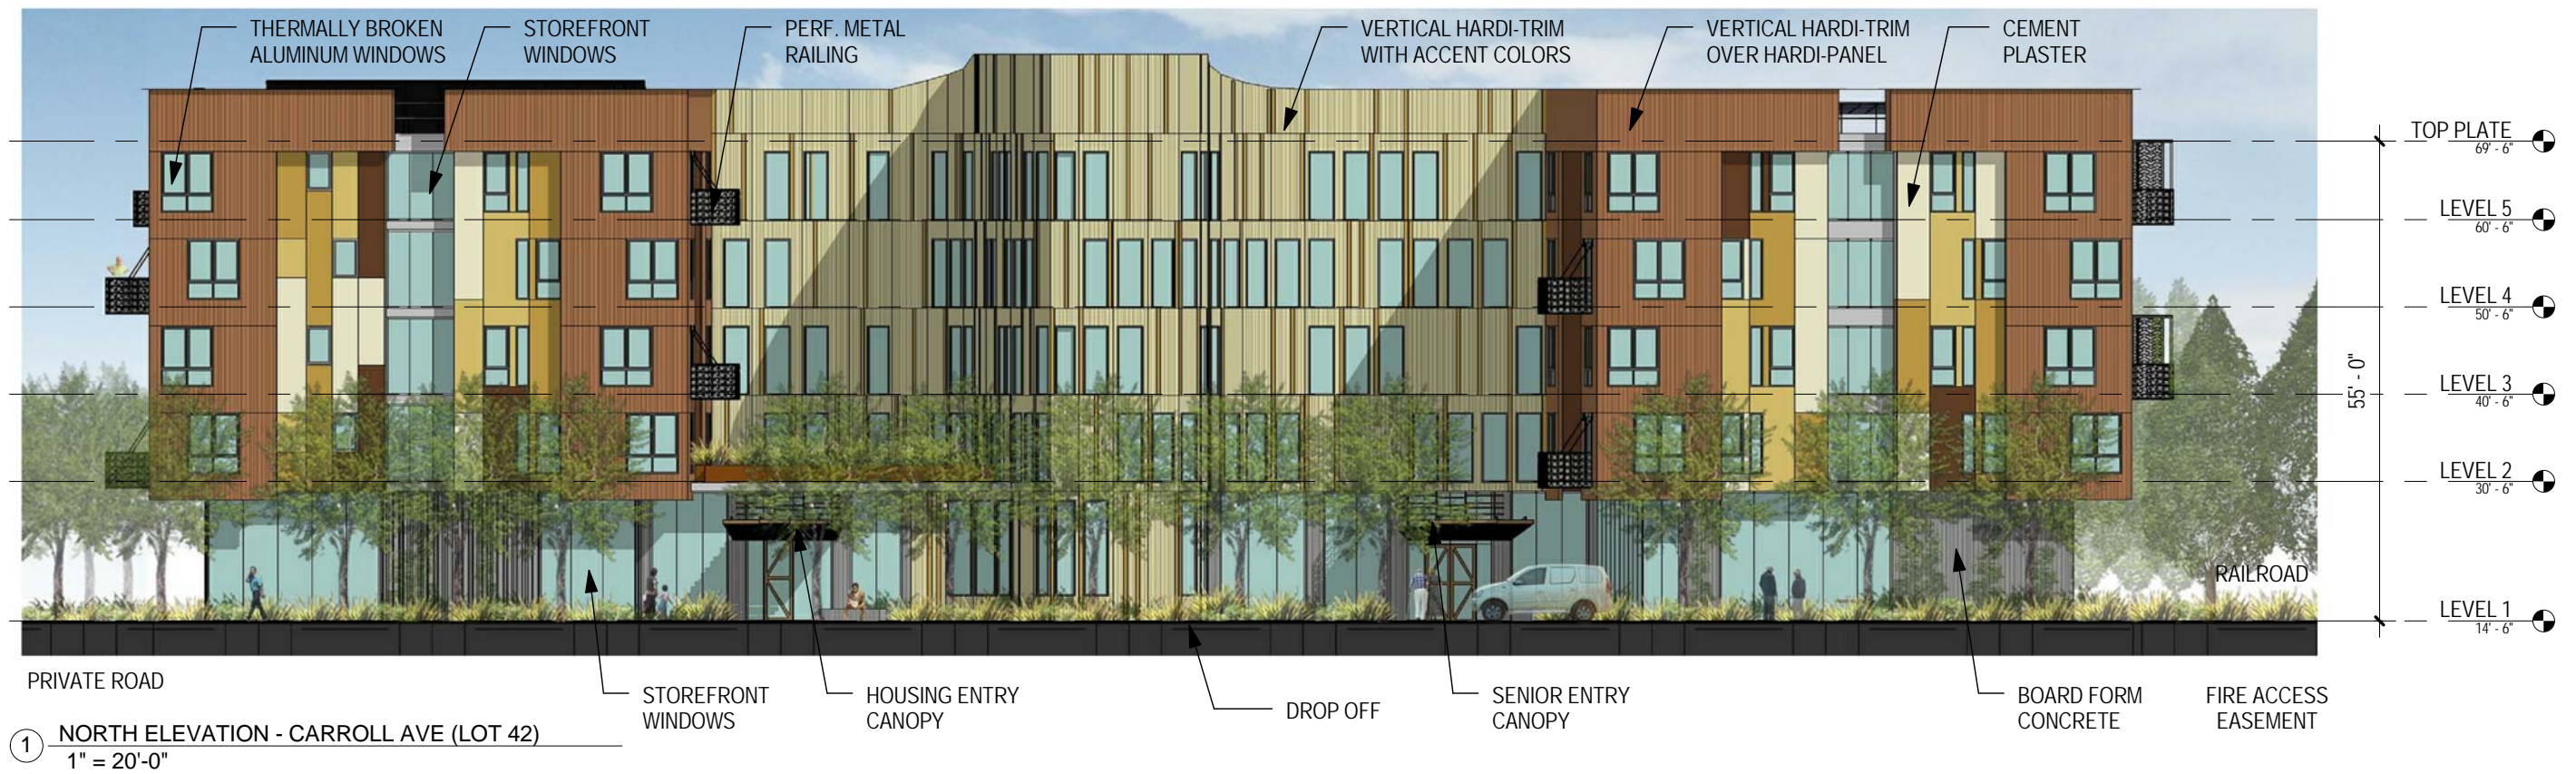 THERMALLY BROKEN
ALUMINUM WINDOWS
STOREFRONT
WINDOWS
PERF. METAL
RAILING
VERTICAL HARDI-TRIM
WITH ACCENT COLORS
VERTICAL HARDI-TRIM
OVER HARDI-PANEL
CEMENT
PLASTER
TOP PLATE
69' - 6"
LEVEL 5
60' - 6"
LEVEL 4
50' - 6"
LEVEL 3
40' - 6"
55' - 0"
LEVEL 2
30' - 6"
RAILROAD
LEVEL 1
14' - 6"
PRIVATE ROAD
STOREFRONT
WINDOWS
HOUSING ENTRY
CANOPY
DROP OFF
SENIOR ENTRY
CANOPY
BOARD FORM
CONCRETE
FIRE ACCESS
EASEMENT
1 NORTH ELEVATION - CARROLL AVE (LOT 42)
1" = 20'-0"